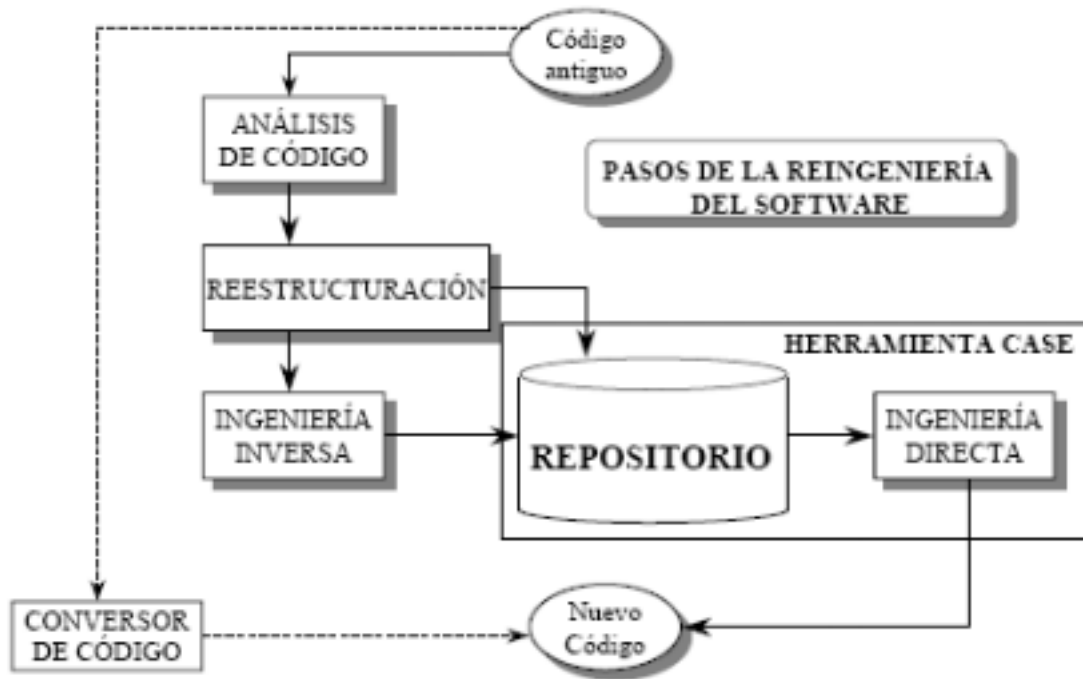 Código
antiguo
ANÁLISIS
DE CÓDIGO
PASOS DE LA REINGENIERÍA
DEL SOFTWARE
REESTRUCTURACIÓN
HERRAMIENTA CASE
INGENIERÍA
INVERSA
REPOSITORIO
INGENIERÍA
DIRECTA
CONVERSOR
DE CÓDIGO
Nuevo
Código